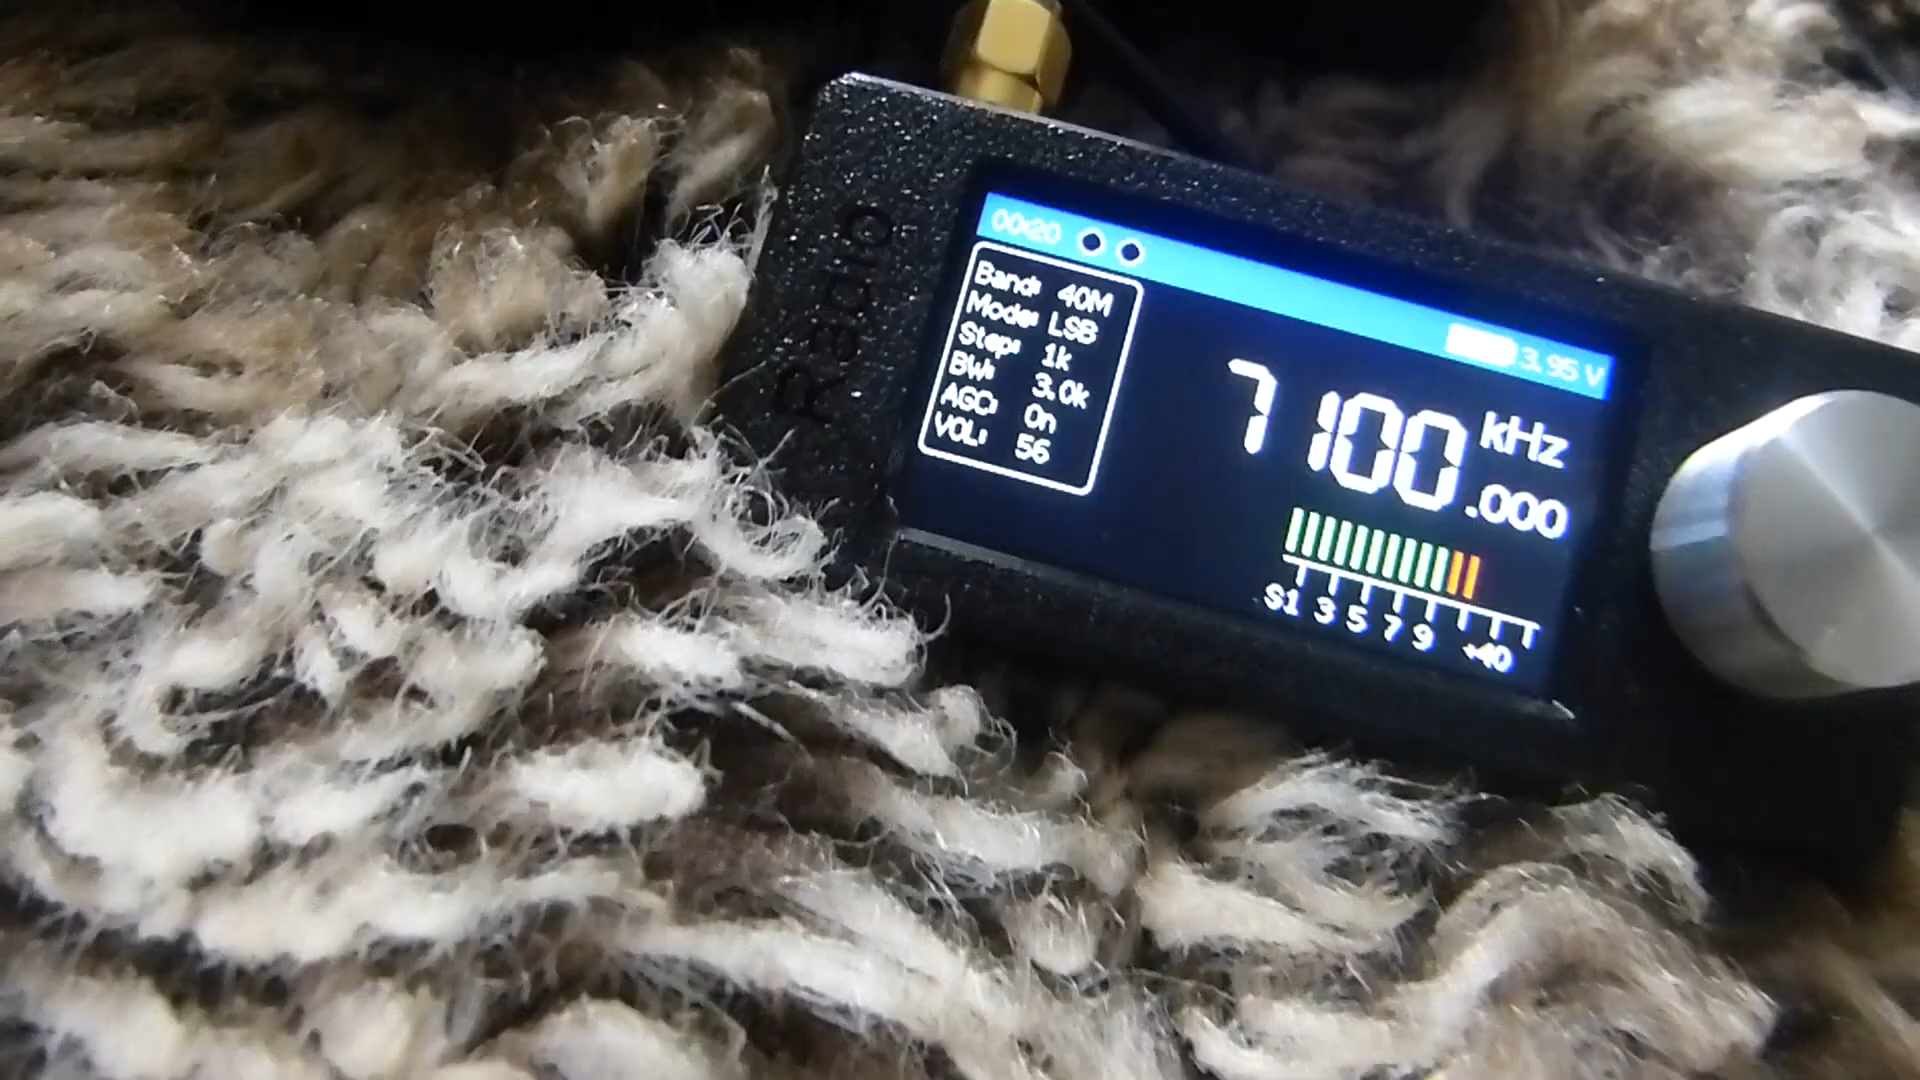 Radio
00:20
3.95 V
Band: 40M
Mode: LSB
Step: 1k
BW: 3.0k
AGC: On
VOL: 56
7100 kHz
.000
S1 3 5 7 9 +40